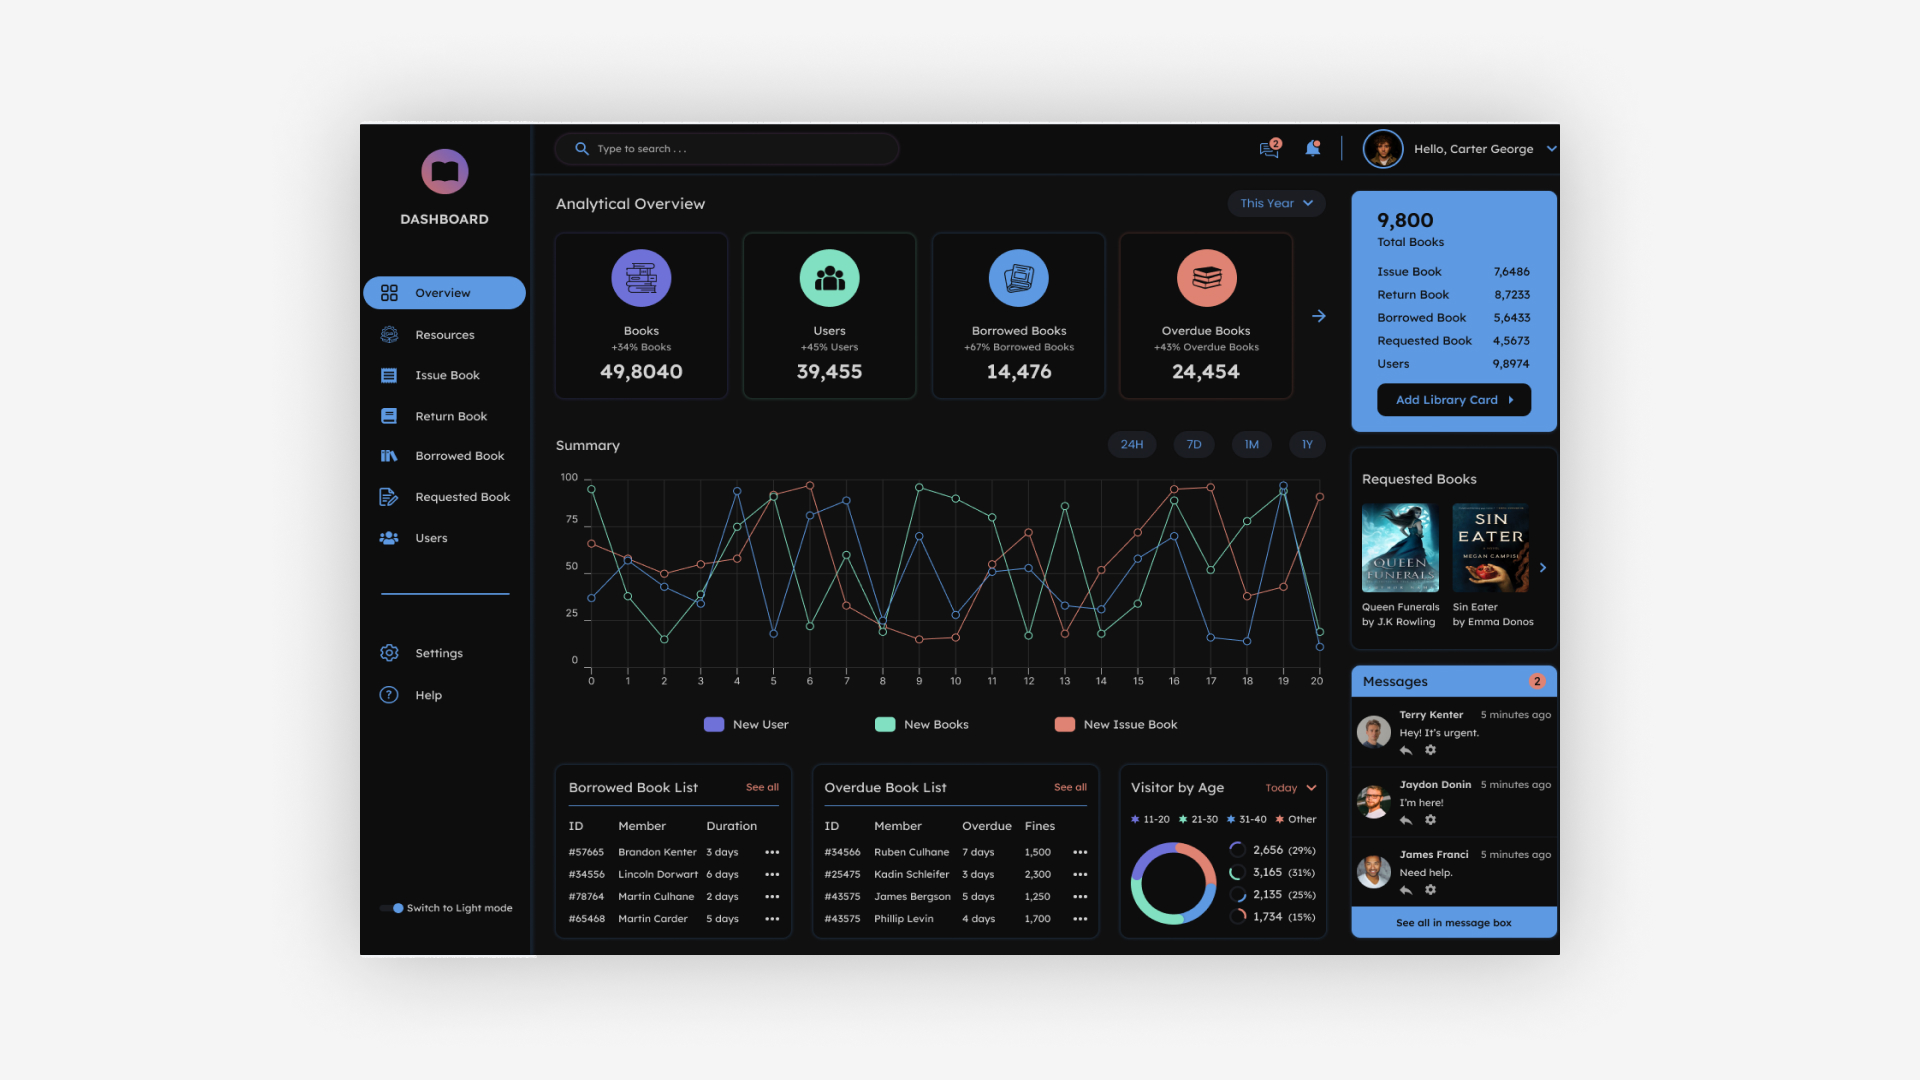 DASHBOARD
Overview
Resources
Issue Book
Return Book
Borrowed Book
Requested Book
Users
Settings
Help
Switch to Light mode
Type to search . . .
2
Hello, Carter George
Analytical Overview
This Year
Books
+34% Books
49,8040
Users
+45% Users
39,455
Borrowed Books
+67% Borrowed Books
14,476
Overdue Books
+43% Overdue Books
24,454
Summary
24H 7D 1M 1Y
100
75
50
25
0
0 1 2 3 4 5 6 7 8 9 10 11 12 13 14 15 16 17 18 19 20
New User New Books New Issue Book
Borrowed Book List See all
ID Member Duration
#57665 Brandon Kenter 3 days
#34556 Lincoln Dorwart 6 days
#78764 Martin Culhane 2 days
#65468 Martin Carder 5 days
Overdue Book List See all
ID Member Overdue Fines
#34566 Ruben Culhane 7 days 1,500
#25475 Kadin Schleifer 3 days 2,300
#43575 James Bergson 5 days 1,250
#43575 Phillip Levin 4 days 1,700
Visitor by Age Today
11-20 21-30 31-40 Other
2,656 (29%)
3,165 (31%)
2,135 (25%)
1,734 (15%)
9,800
Total Books
Issue Book 7,6486
Return Book 8,7233
Borrowed Book 5,6433
Requested Book 4,5673
Users 9,8974
Add Library Card
Requested Books
QUEEN
FUNERALS
SIN
EATER
MEGAN CAMPISI
Queen Funerals
by J.K Rowling
Sin Eater
by Emma Donos
Messages 2
Terry Kenter 5 minutes ago
Hey! It's urgent.
Jaydon Donin 5 minutes ago
I'm here!
James Franci 5 minutes ago
Need help.
See all in message box